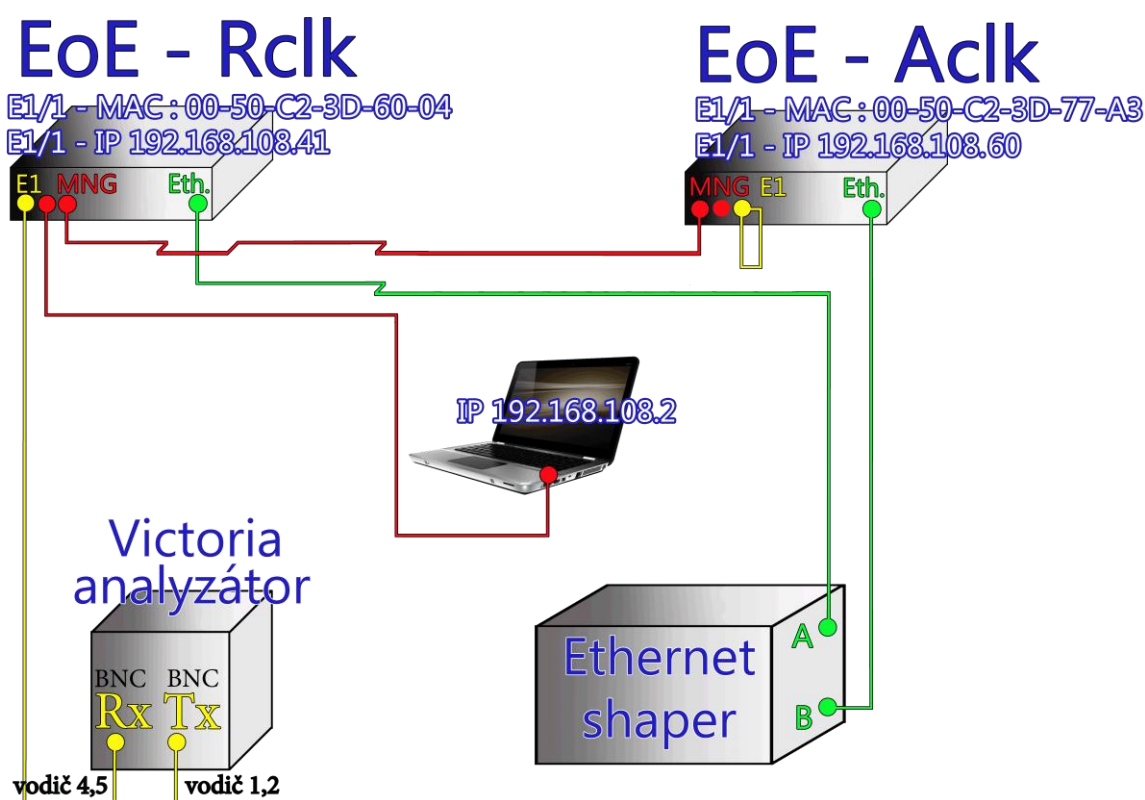 EoE - Rclk
E1/1 - MAC : 00-50-C2-3D-60-04
E1/1 - IP 192.168.108.41
E1 MNG Eth.
EoE - Aclk
E1/1 - MAC : 00-50-C2-3D-77-A3
E1/1 - IP 192.168.108.60
MNG E1 Eth.
IP 192.168.108.2
Victoria
analyzátor
BNC BNC
Rx Tx
vodič 4,5 vodič 1,2
Ethernet
shaper
A
B